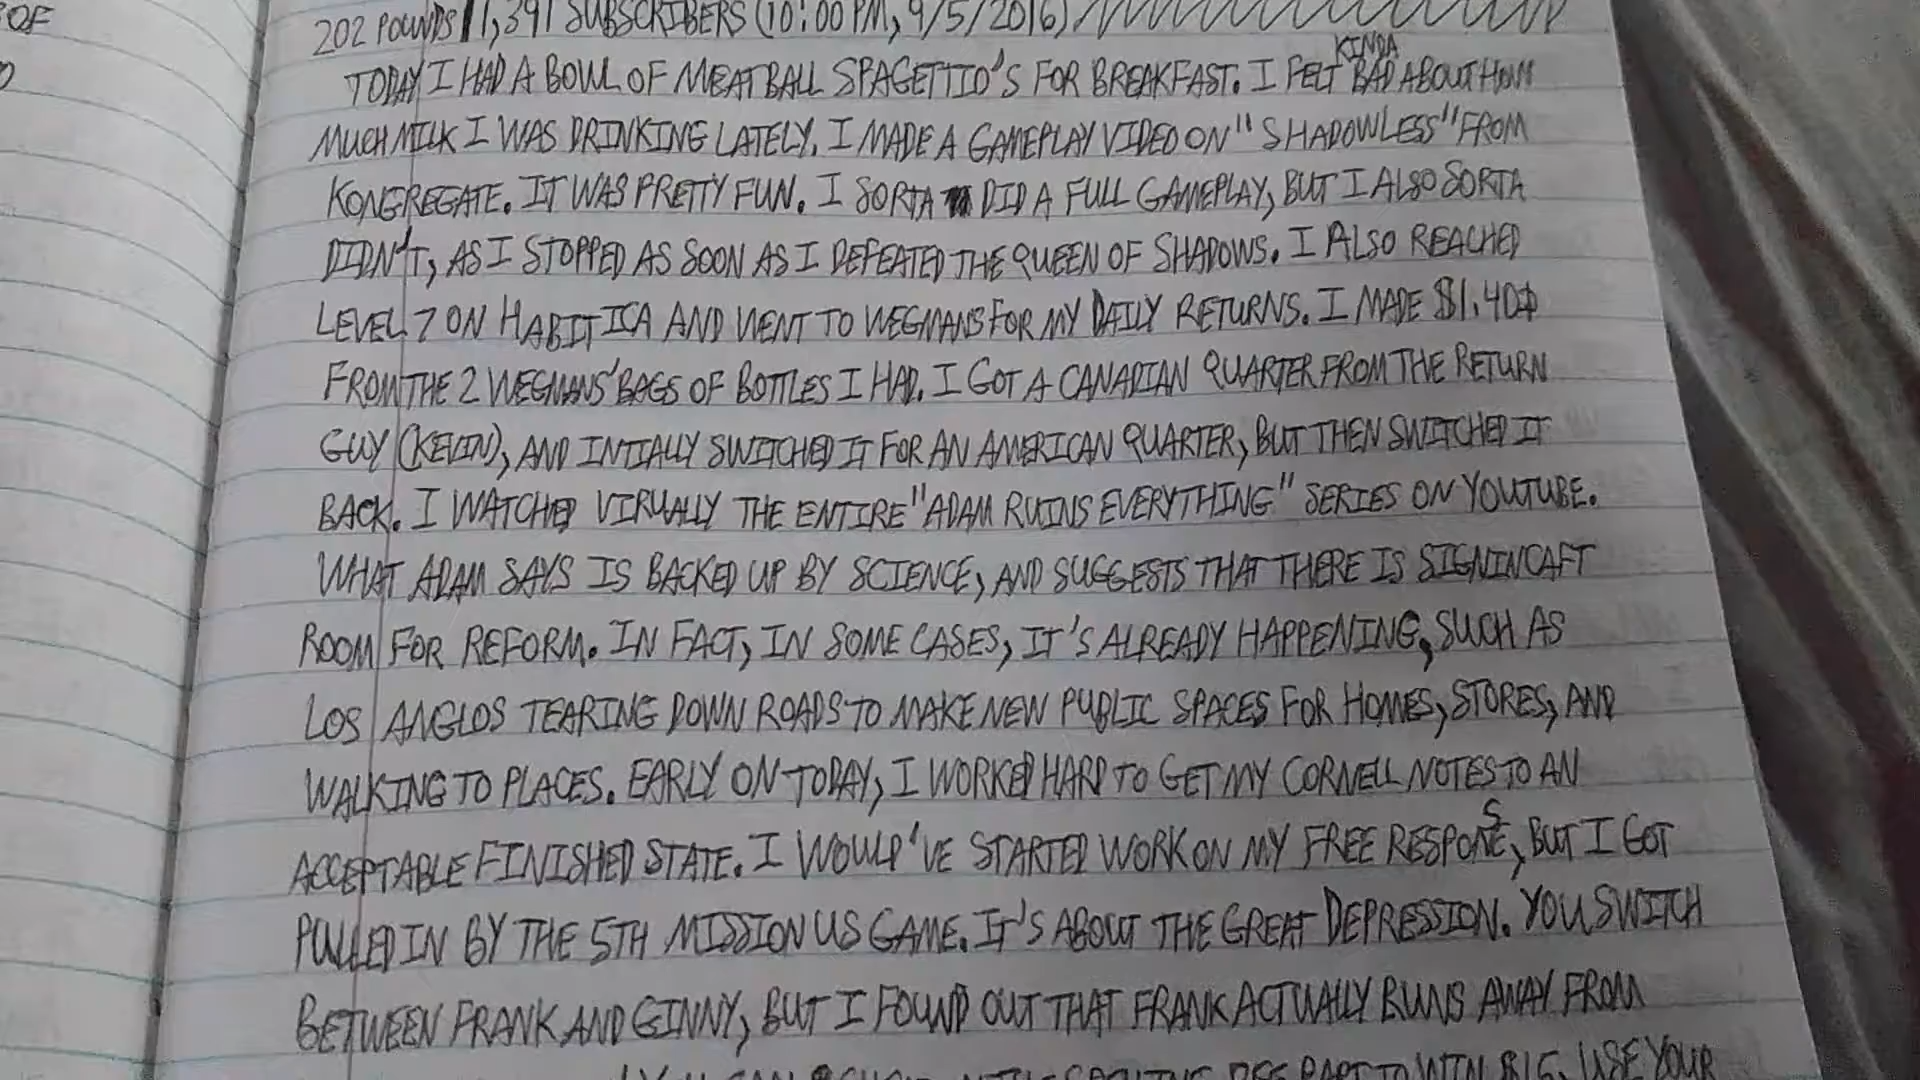 OF
202 POUNDS 1,391 SUBSCRIBERS (10:00 PM, 9/5/2016)
TODAY I HAD A BOWL OF MEATBALL SPAGETTIO'S FOR BREAKFAST. I FELT KINDA BAD ABOUT HOW
MUCH MILK I WAS DRINKING LATELY. I MADE A GAMEPLAY VIDEO ON "SHADOWLESS" FROM
KONGREGATE. IT WAS PRETTY FUN. I SORTA DID A FULL GAMEPLAY, BUT I ALSO SORTA
DIDN'T, AS I STOPPED AS SOON AS I DEFEATED THE QUEEN OF SHADOWS. I ALSO REACHED
LEVEL 7 ON HABITICA AND WENT TO WEGMANS FOR MY DAILY RETURNS. I MADE $1.40¢
FROM THE 2 WEGMANS' BAGS OF BOTTLES I HAD. I GOT A CANADIAN QUARTER FROM THE RETURN
GUY (KEVIN), AND INTIALLY SWITCHED IT FOR AN AMERICAN QUARTER, BUT THEN SWITCHED IT
BACK. I WATCHED VIRUALLY THE ENTIRE "ADAM RUINS EVERYTHING" SERIES ON YOUTUBE.
WHAT ADAM SAYS IS BACKED UP BY SCIENCE, AND SUGGESTS THAT THERE IS SIGNINCAFT
ROOM FOR REFORM. IN FACT, IN SOME CASES, IT'S ALREADY HAPPENING, SUCH AS
LOS ANGLOS TEARING DOWN ROADS TO MAKE NEW PUBLIC SPACES FOR HOMES, STORES, AND
WALKING TO PLACES. EARLY ON TODAY, I WORKED HARD TO GET MY CORNELL NOTES TO AN
ACCEPTABLE FINISHED STATE. I WOULD'VE STARTED WORK ON MY FREE RESPONSE, BUT I GOT
PULLED IN BY THE 5TH MISSION US GAME. IT'S ABOUT THE GREAT DEPRESSION. YOU SWITCH
BETWEEN FRANK AND GINNY, BUT I FOUND OUT THAT FRANK ACTUALLY RUNS AWAY FROM
YOU CAN PART TO WIN $15, USE YOUR